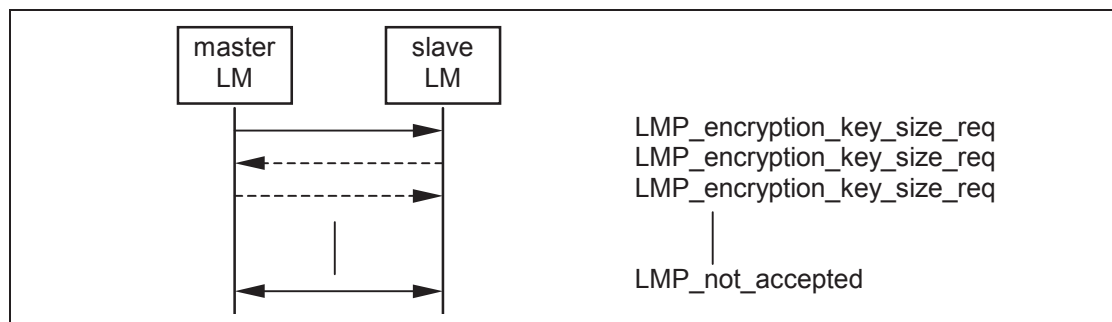 master
LM
slave
LM
LMP_encryption_key_size_req
LMP_encryption_key_size_req
LMP_encryption_key_size_req
LMP_not_accepted